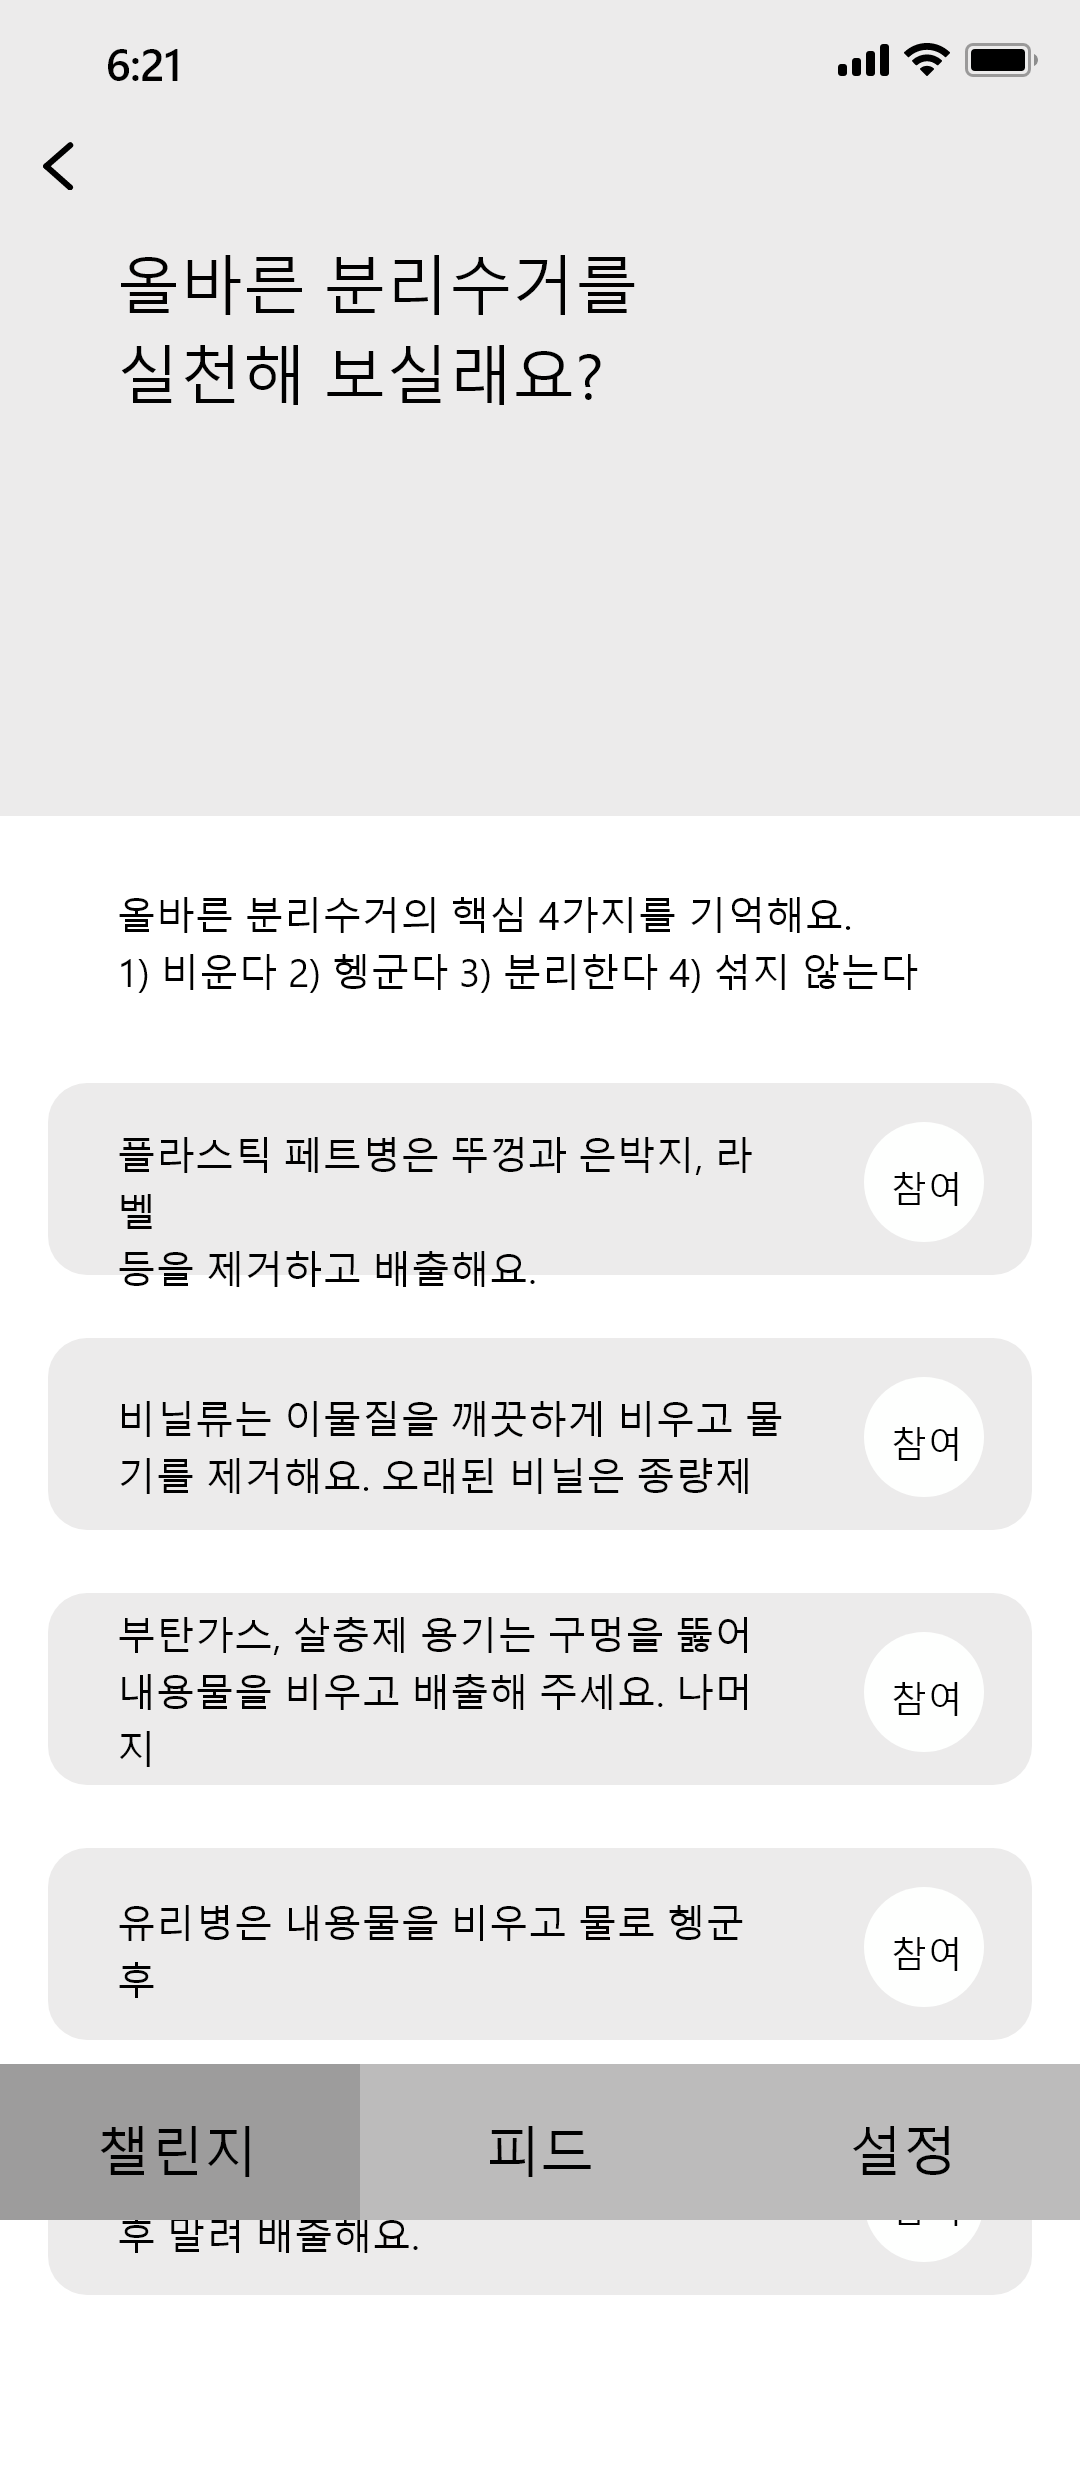 6:21
올바른 분리수거를
실천해 보실래요?
올바른 분리수거의 핵심 4가지를 기억해요.
1) 비운다 2) 헹군다 3) 분리한다 4) 섞지 않는다
플라스틱 페트병은 뚜껑과 은박지, 라
벨
등을 제거하고 배출해요.
참여
비닐류는 이물질을 깨끗하게 비우고 물
기를 제거해요. 오래된 비닐은 종량제
참여
부탄가스, 살충제 용기는 구멍을 뚫어
내용물을 비우고 배출해 주세요. 나머
지
참여
유리병은 내용물을 비우고 물로 헹군
후
참여
챌린지
피드
설정
후 말려 배출해요.